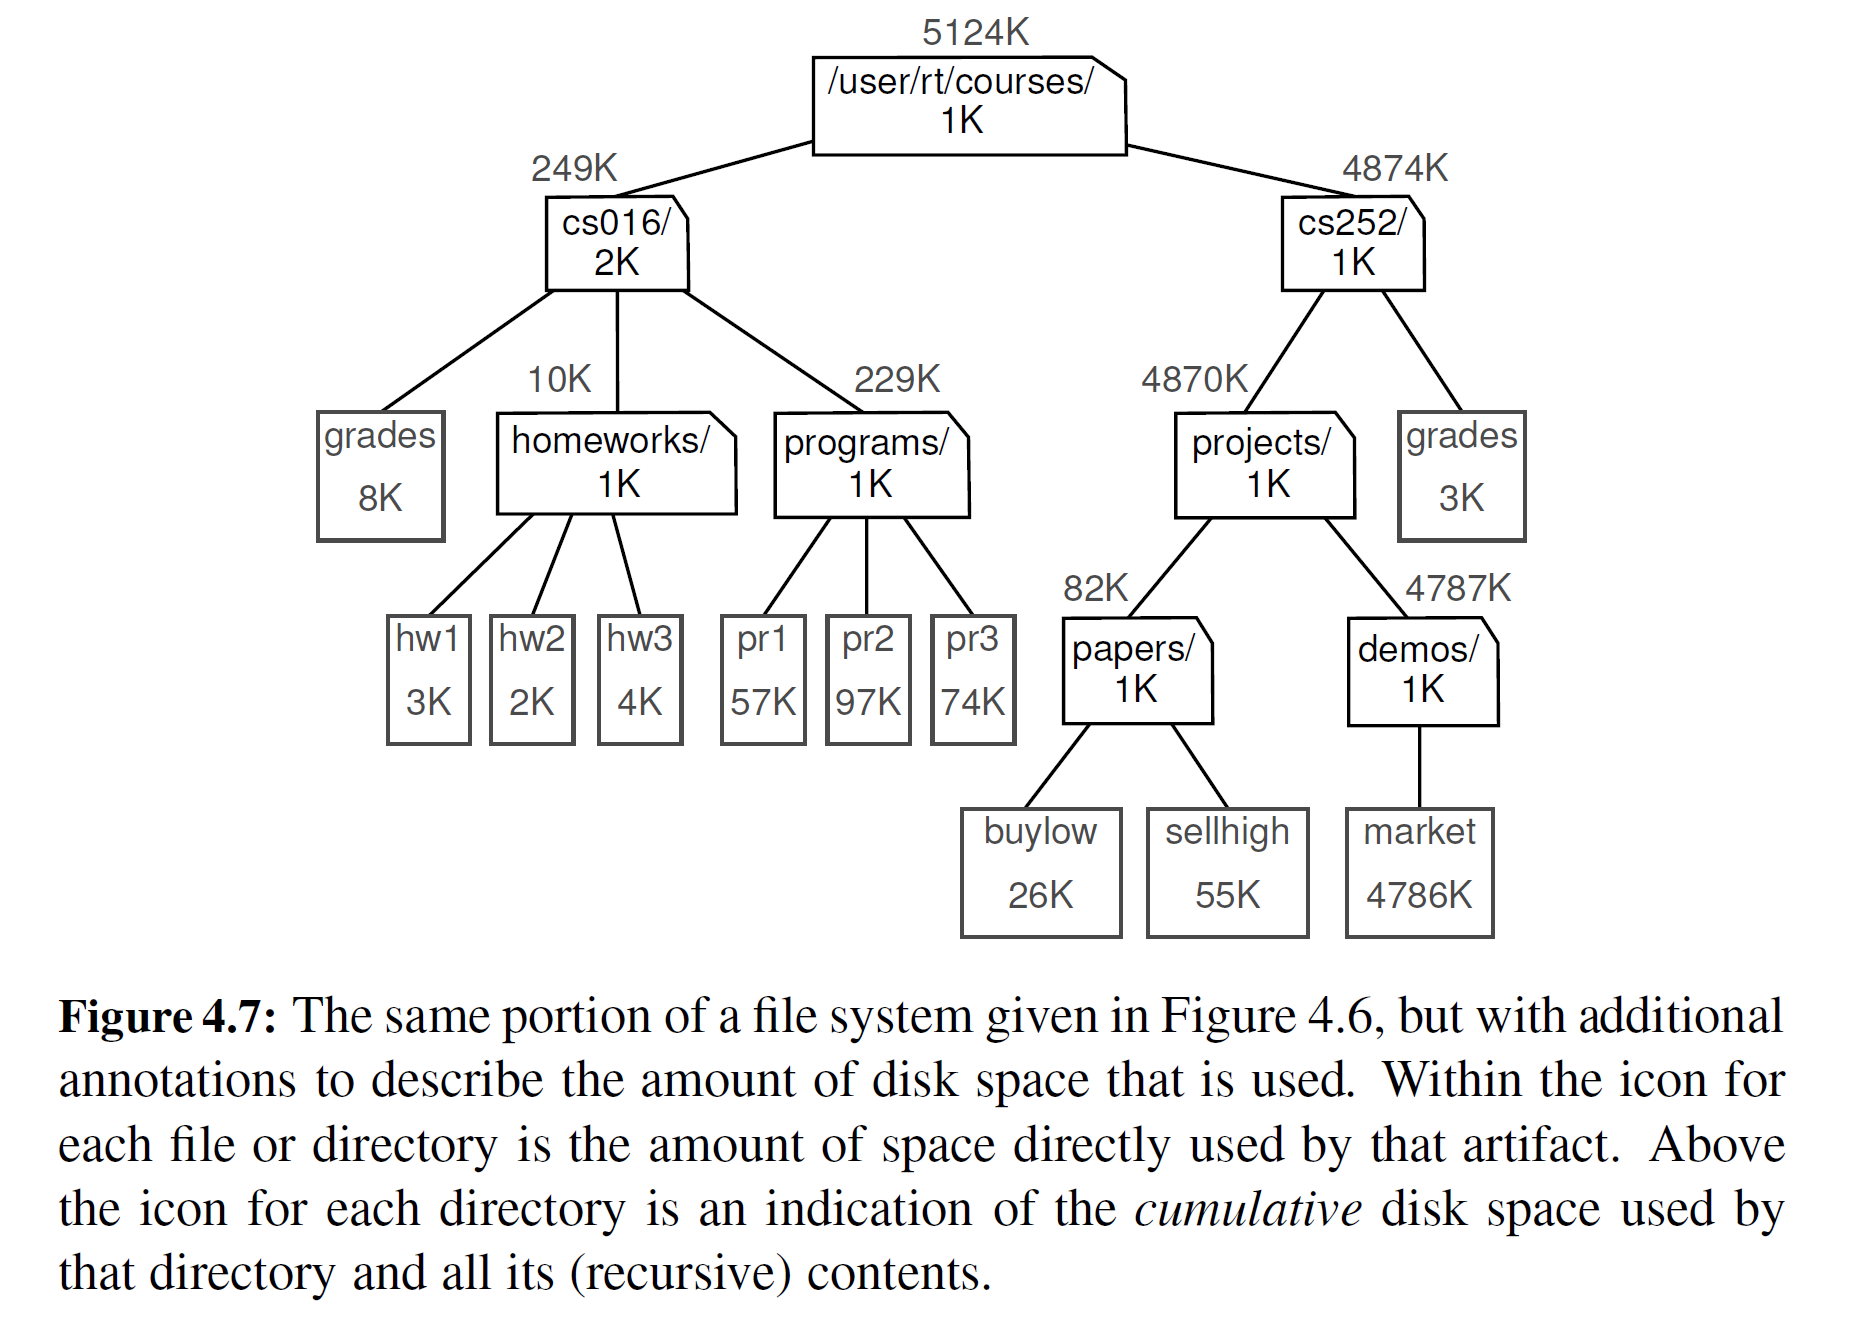 5124K
/user/rt/courses/
1K
249K
4874K
cs016/
2K
cs252/
1K
10K
229K
4870K
grades
8K
homeworks/
1K
programs/
1K
projects/
1K
grades
3K
82K
4787K
hw1
3K
hw2
2K
hw3
4K
pr1
57K
pr2
97K
pr3
74K
papers/
1K
demos/
1K
buylow
26K
sellhigh
55K
market
4786K
Figure 4.7: The same portion of a file system given in Figure 4.6, but with additional
annotations to describe the amount of disk space that is used. Within the icon for
each file or directory is the amount of space directly used by that artifact. Above
the icon for each directory is an indication of the cumulative disk space used by
that directory and all its (recursive) contents.